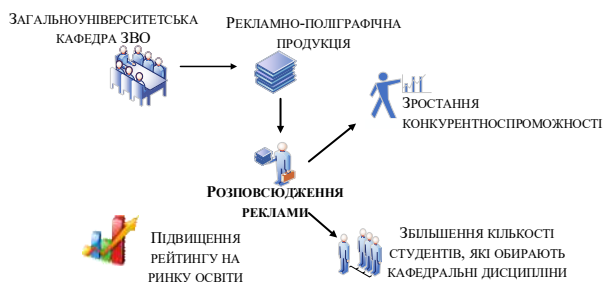 ЗАГАЛЬНОУНІВЕРСИТЕТСЬКА
КАФЕДРА ЗВО
РЕКЛАМНО-ПОЛІГРАФІЧНА
ПРОДУКЦІЯ
ЗРОСТАННЯ
КОНКУРЕНТНОСПРОМОЖНОСТІ
РОЗПОВСЮДЖЕННЯ
РЕКЛАМИ
ПІДВИЩЕННЯ
РЕЙТИНГУ НА
РИНКУ ОСВІТИ
ЗБІЛЬШЕННЯ КІЛЬКОСТІ
СТУДЕНТІВ, ЯКІ ОБИРАЮТЬ
КАФЕДРАЛЬНІ ДИСЦИПЛІНИ